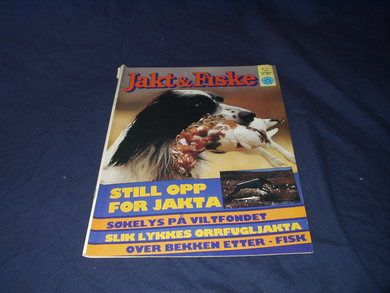 Jakt & Fiske
STILL OPP
FOR JAKTA
SØKELYS PÅ VILTFONDET
SLIK LYKKES ORRFUGLJAKTA
OVER BEKKEN ETTER - FISK